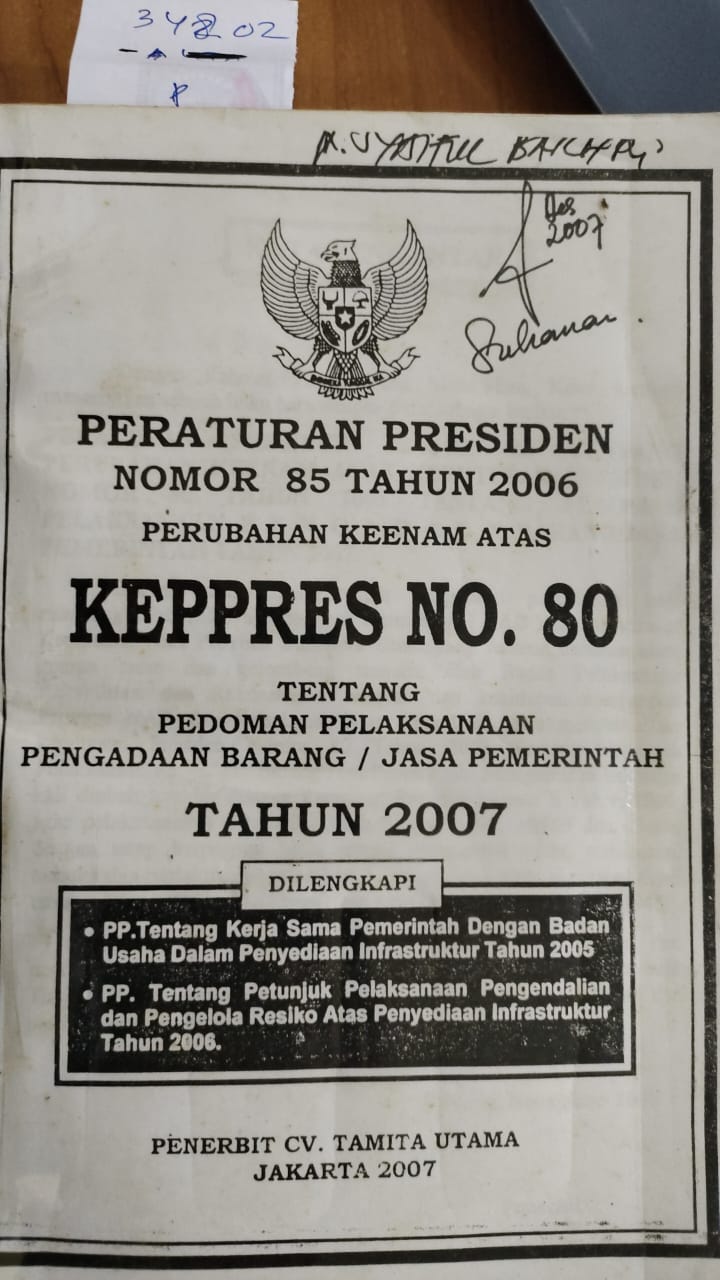 34202
PERATURAN PRESIDEN
NOMOR 85 TAHUN 2006
PERUBAHAN KEENAM ATAS
KEPPRES NO. 80
TENTANG
PEDOMAN PELAKSANAAN
PENGADAAN BARANG / JASA PEMERINTAH
TAHUN 2007
DILENGKAPI
• PP.Tentang Kerja Sama Pemerintah Dengan Badan
Usaha Dalam Penyediaan Infrastruktur Tahun 2005
• PP. Tentang Petunjuk Pelaksanaan Pengendalian
dan Pengelola Resiko Atas Penyediaan Infrastruktur
Tahun 2006.
PENERBIT CV. TAMITA UTAMA
JAKARTA 2007